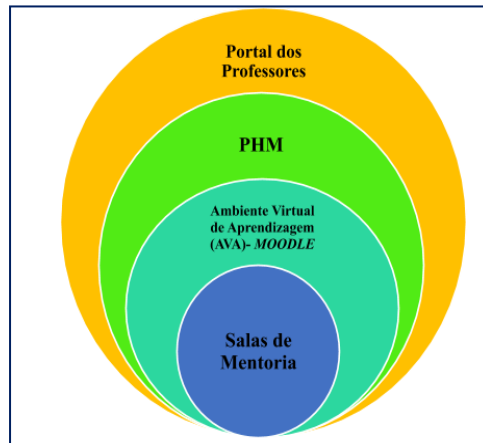 Portal dos
Professores
PHM
Ambiente Virtual
de Aprendizagem
(AVA)- MOODLE
Salas de
Mentoria